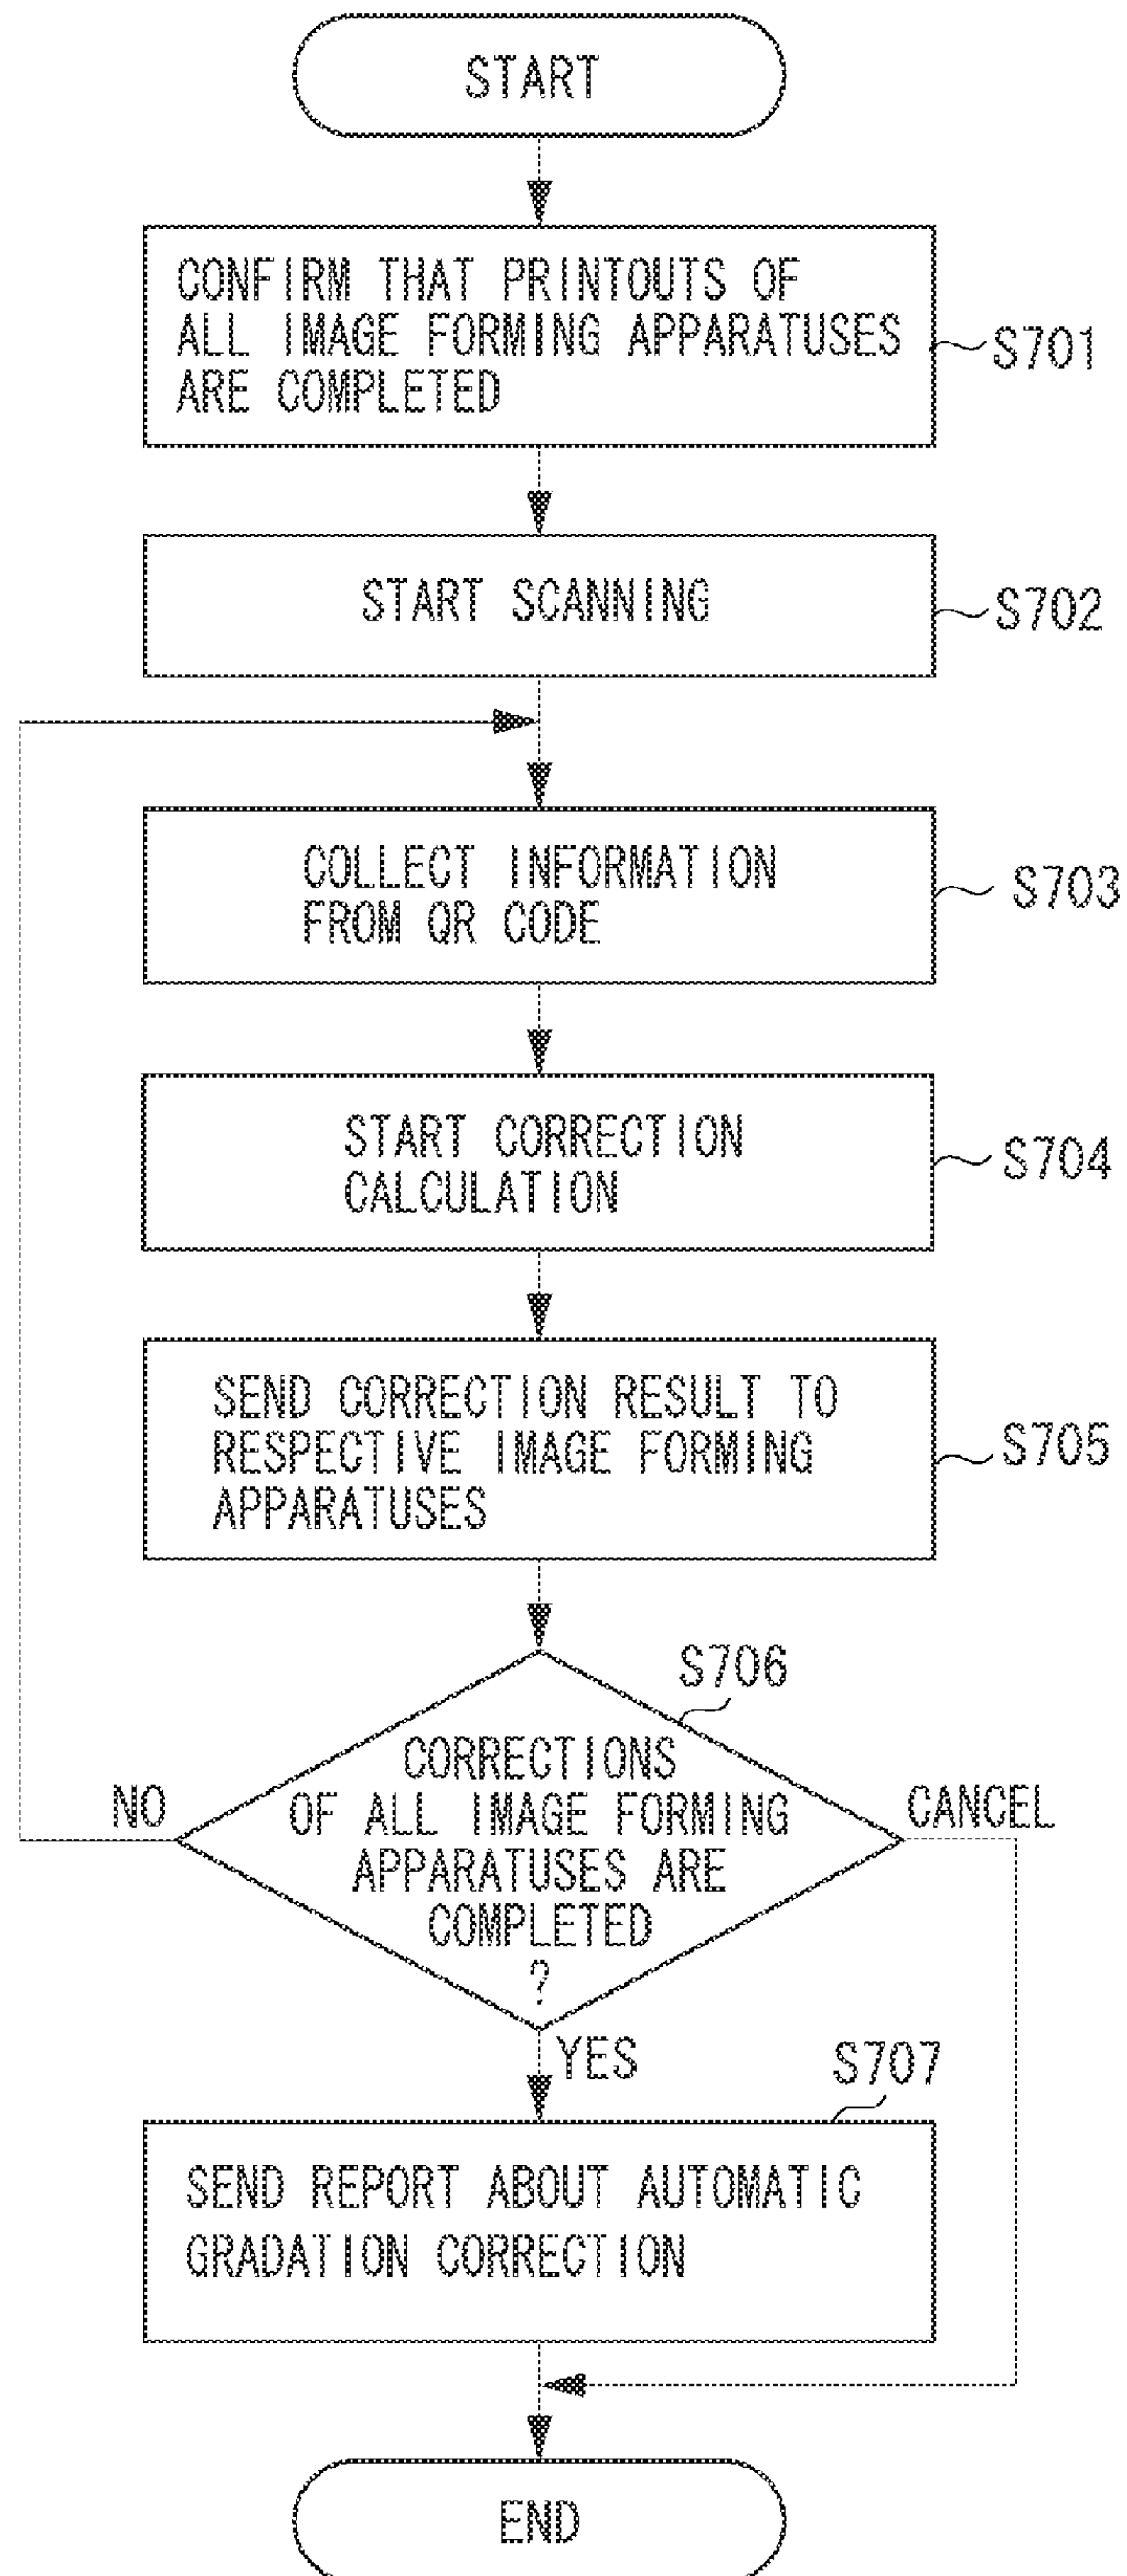 START
CONFIRM THAT PRINTOUTS OF
ALL IMAGE FORMING APPARATUSES
ARE COMPLETED
S701
START SCANNING
S702
COLLECT INFORMATION
FROM QR CODE
S703
START CORRECTION
CALCULATION
S704
SEND CORRECTION RESULT TO
RESPECTIVE IMAGE FORMING
APPARATUSES
S705
S706
CORRECTIONS
OF ALL IMAGE FORMING
APPARATUSES ARE
COMPLETED
?
NO
CANCEL
YES
S707
SEND REPORT ABOUT AUTOMATIC
GRADATION CORRECTION
END